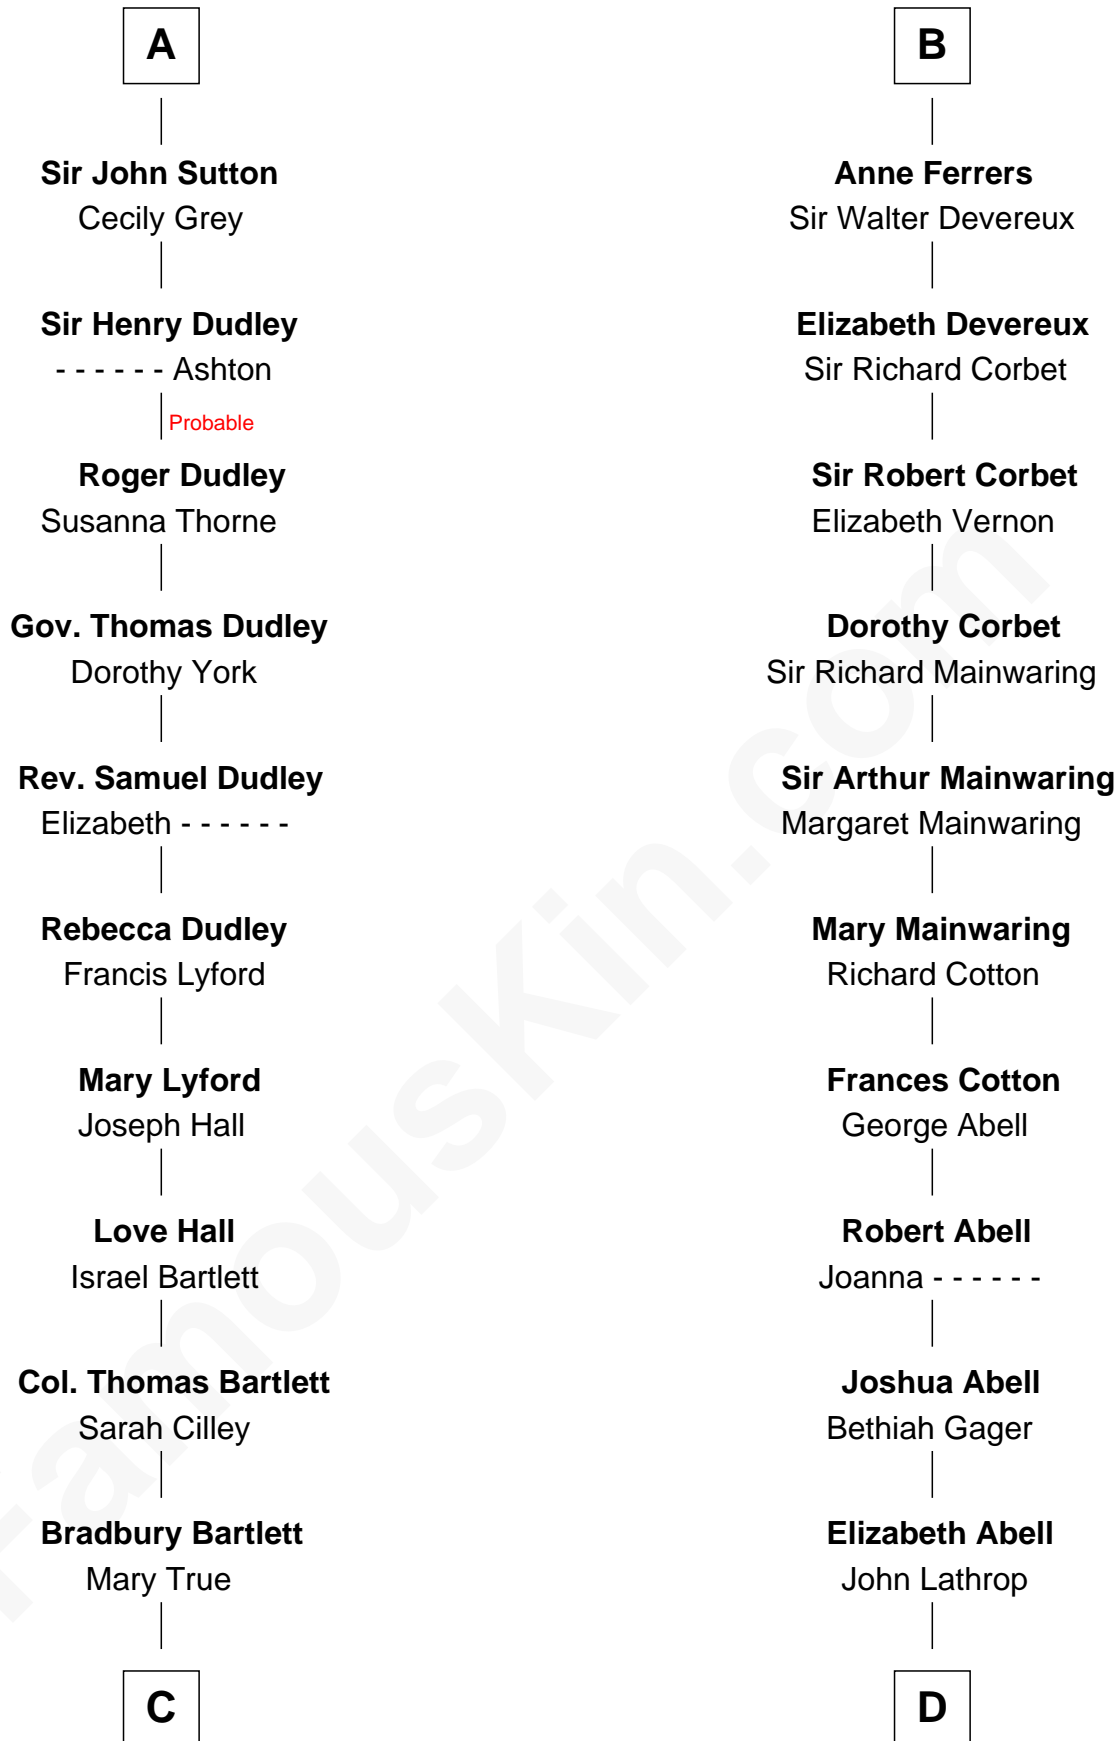 A
Sir John Sutton
Cecily Grey
Sir Henry Dudley
- - - - - - Ashton
Probable
Roger Dudley
Susanna Thorne
Gov. Thomas Dudley
Dorothy York
Rev. Samuel Dudley
Elizabeth - - - - - -
Rebecca Dudley
Francis Lyford
Mary Lyford
Joseph Hall
Love Hall
Israel Bartlett
Col. Thomas Bartlett
Sarah Cilley
Bradbury Bartlett
Mary True
C
B
Anne Ferrers
Sir Walter Devereux
Elizabeth Devereux
Sir Richard Corbet
Sir Robert Corbet
Elizabeth Vernon
Dorothy Corbet
Sir Richard Mainwaring
Sir Arthur Mainwaring
Margaret Mainwaring
Mary Mainwaring
Richard Cotton
Frances Cotton
George Abell
Robert Abell
Joanna - - - - - -
Joshua Abell
Bethiah Gager
Elizabeth Abell
John Lathrop
D
FamousKin.com